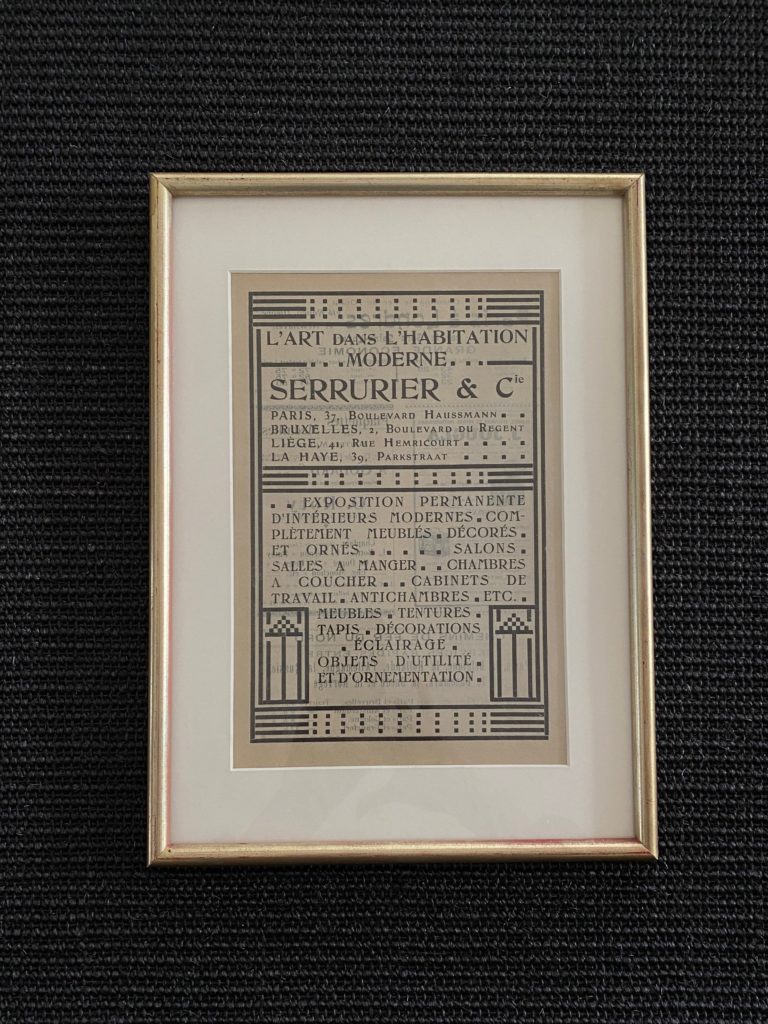 L'ART DANS L'HABITATION
MODERNE
SERRURIER & Cie
PARIS, 37, BOULEVARD HAUSSMANN
BRUXELLES, 2, BOULEVARD DU REGENT
LIÈGE, 41, RUE HEMRICOURT
LA HAYE, 39, PARKSTRAAT
EXPOSITION PERMANENTE
D'INTÉRIEURS MODERNES. COM-
PLÈTEMENT MEUBLÉS. DÉCORÉS.
ET ORNÉS. SALONS.
SALLES A MANGER. CHAMBRES
A COUCHER. CABINETS DE
TRAVAIL. ANTICHAMBRES. ETC.
MEUBLES. TENTURES.
TAPIS. DÉCORATIONS
. ÉCLAIRAGE.
OBJETS D'UTILITÉ.
ET D'ORNEMENTATION.